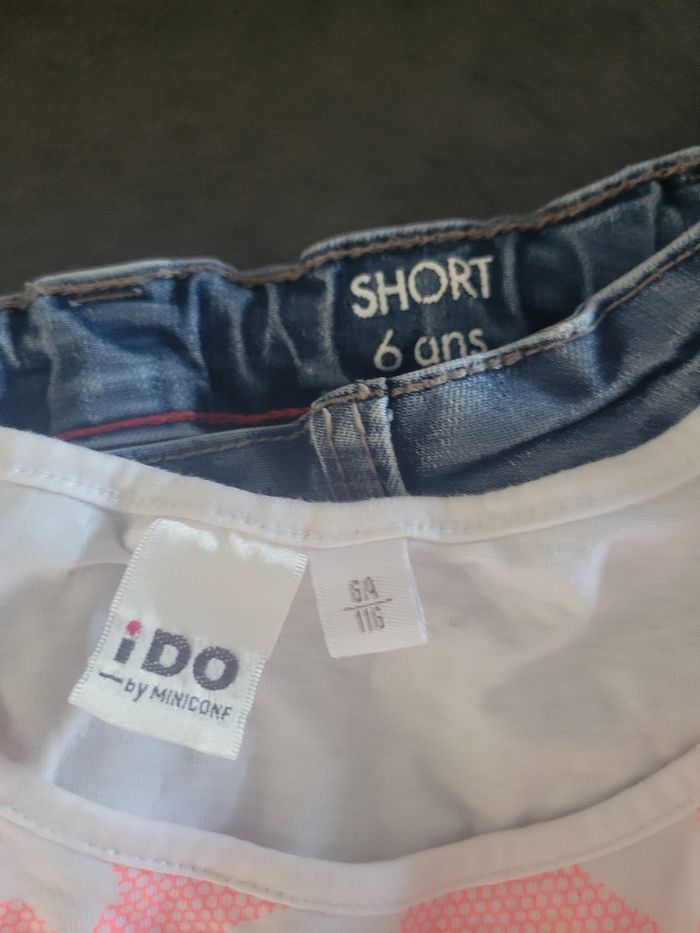 SHORT
6 ans
iDO
by MINICONF
6A
116